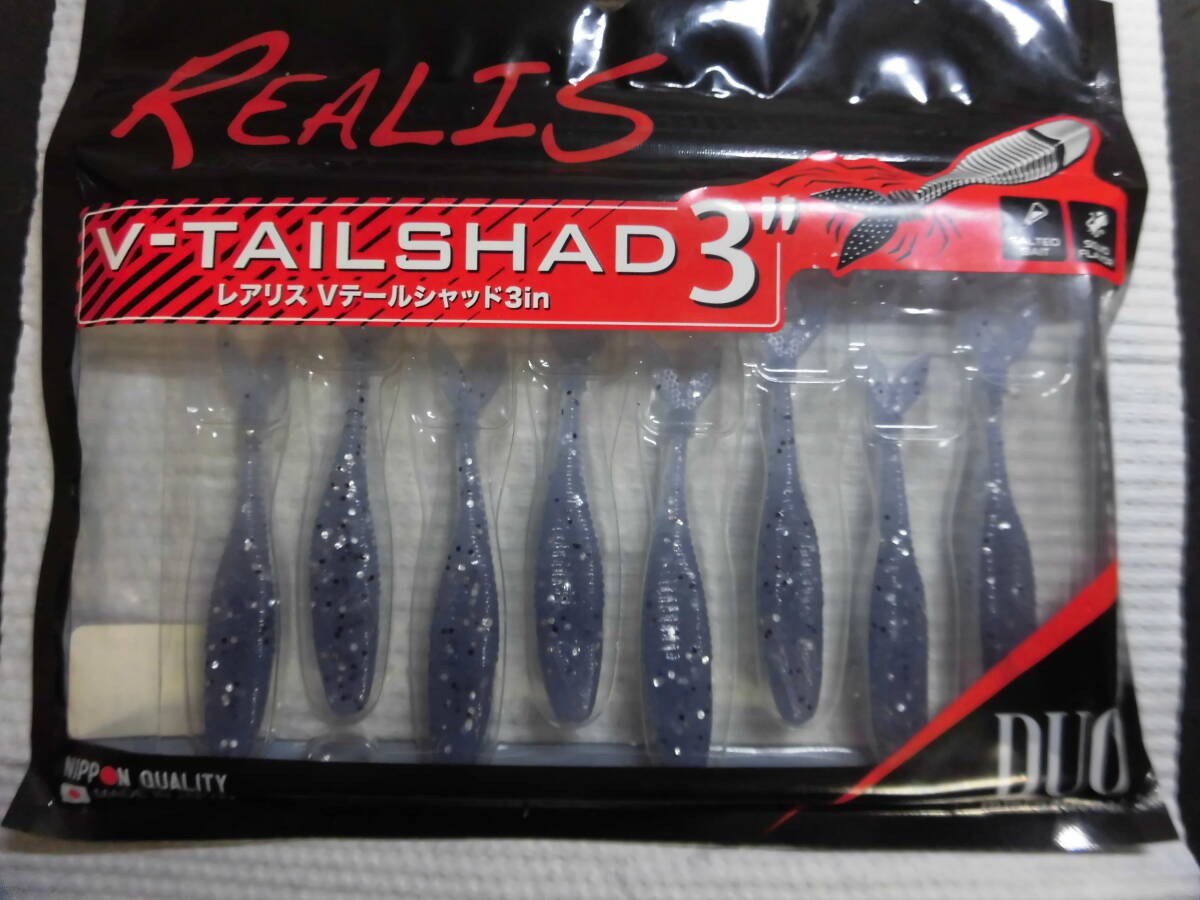 REALIS
V-TAILSHAD 3"
レアリス Vテールシャッド3in
SALTED
BAIT
NIPPON QUALITY
DUO